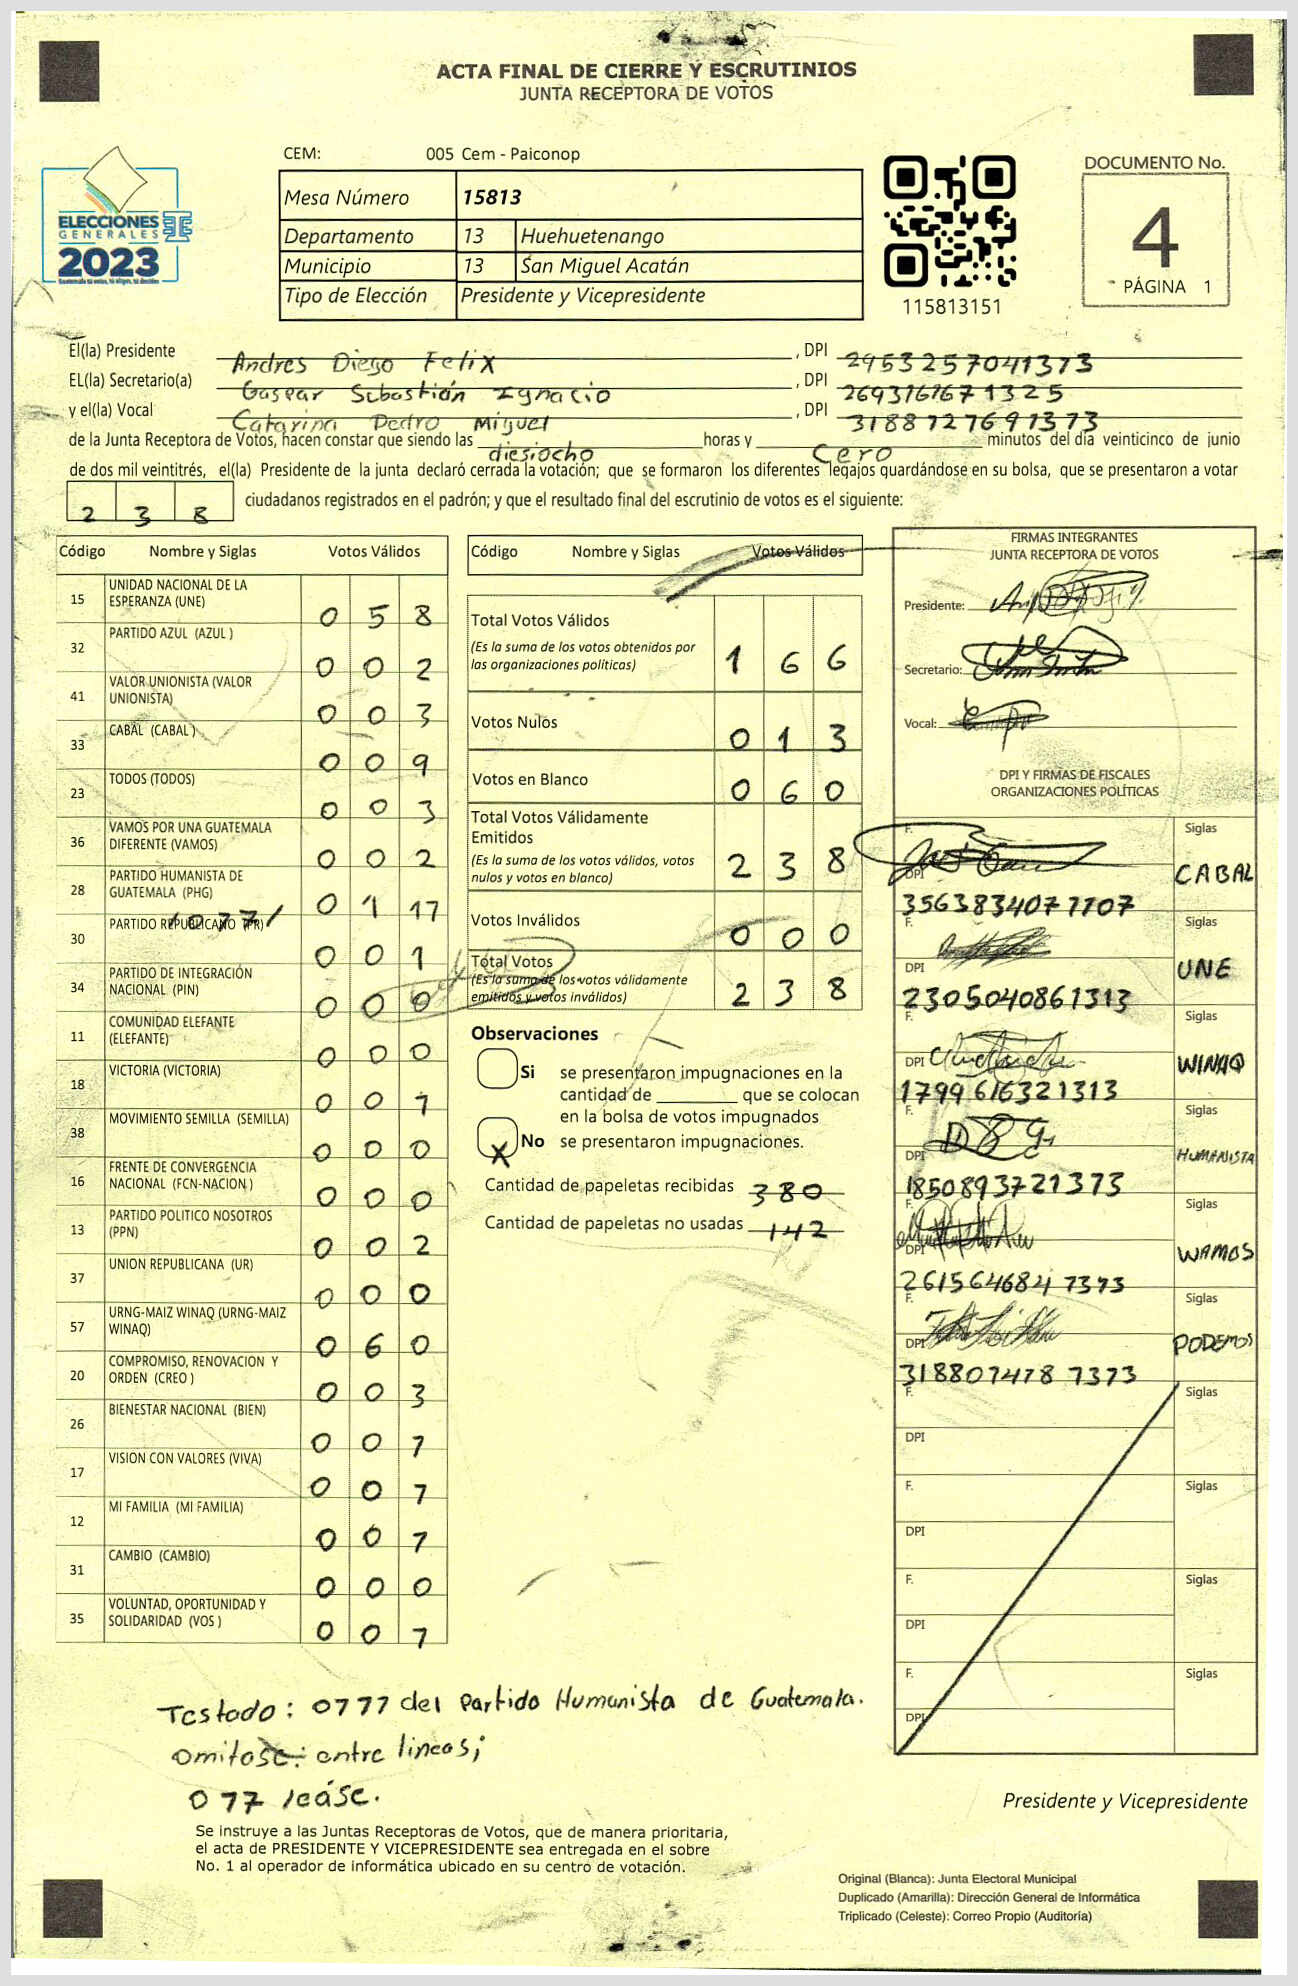 ACTA FINAL DE CIERRE Y ESCRUTINIOS
JUNTA RECEPTORA DE VOTOS
CEM: 005 Cem - Paiconop
ELECCIONES
GENERALES
2023
Mesa Número 15813
Departamento 13 Huehuetenango
Municipio 13 San Miguel Acatán
Tipo de Elección Presidente y Vicepresidente
115813151
DOCUMENTO No.
4
PÁGINA 1
El(la) Presidente Andres Diego Felix, DPI 2953257041373
EL(la) Secretario(a) Gaspar Sebastián Ignacio, DPI 2693761671325
y el(la) Vocal Catarina Pedro Miguel, DPI 3188727691373
de la Junta Receptora de Votos, hacen constar que siendo las diesiocho horas y Cero minutos del día veinticinco de junio
de dos mil veintitrés, el(la) Presidente de la junta declaró cerrada la votación; que se formaron los diferentes legajos guardándose en su bolsa, que se presentaron a votar
2 3 8 ciudadanos registrados en el padrón; y que el resultado final del escrutinio de votos es el siguiente:
Código Nombre y Siglas Votos Válidos
15 UNIDAD NACIONAL DE LA ESPERANZA (UNE) 0 5 8
32 PARTIDO AZUL (AZUL ) 0 0 2
41 VALOR UNIONISTA (VALOR UNIONISTA) 0 0 3
33 CABAL (CABAL ) 0 0 9
23 TODOS (TODOS) 0 0 3
36 VAMOS POR UNA GUATEMALA DIFERENTE (VAMOS) 0 0 2
28 PARTIDO HUMANISTA DE GUATEMALA (PHG) 0 1 17
30 PARTIDO REPUBLICANO (PR) 0 0 1
34 PARTIDO DE INTEGRACIÓN NACIONAL (PIN) 0 0 0
11 COMUNIDAD ELEFANTE (ELEFANTE) 0 0 0
18 VICTORIA (VICTORIA) 0 0 1
38 MOVIMIENTO SEMILLA (SEMILLA) 0 0 0
16 FRENTE DE CONVERGENCIA NACIONAL (FCN-NACION ) 0 0 0
13 PARTIDO POLITICO NOSOTROS (PPN) 0 0 2
37 UNION REPUBLICANA (UR) 0 0 0
57 URNG-MAIZ WINAQ (URNG-MAIZ WINAQ) 0 6 0
20 COMPROMISO, RENOVACION Y ORDEN (CREO ) 0 0 3
26 BIENESTAR NACIONAL (BIEN) 0 0 7
17 VISION CON VALORES (VIVA) 0 0 7
12 MI FAMILIA (MI FAMILIA) 0 0 7
31 CAMBIO (CAMBIO) 0 0 0
35 VOLUNTAD, OPORTUNIDAD Y SOLIDARIDAD (VOS ) 0 0 7
Código Nombre y Siglas Votos Válidos
Total Votos Válidos 1 6 6
(Es la suma de los votos obtenidos por
las organizaciones políticas)
Votos Nulos 0 1 3
Votos en Blanco 0 6 0
Total Votos Válidamente
Emitidos 2 3 8
(Es la suma de los votos válidos, votos
nulos y votos en blanco)
Votos Inválidos 0 0 0
Total Votos 2 3 8
(Es la suma de los votos válidamente
emitidos y votos inválidos)
Observaciones
Si se presentaron impugnaciones en la
cantidad de ________ que se colocan
en la bolsa de votos impugnados
X No se presentaron impugnaciones.
Cantidad de papeletas recibidas 380
Cantidad de papeletas no usadas 142
FIRMAS INTEGRANTES
JUNTA RECEPTORA DE VOTOS
Presidente:
Secretario:
Vocal:
DPI Y FIRMAS DE FISCALES
ORGANIZACIONES POLÍTICAS
F. Siglas
DPI 3563834077107 CABAL
F. Siglas
DPI 2305040861313 UNE
F. Siglas
DPI 1799616321313 WINAQ
F. Siglas
DPI 1850893721373 HUMANISTA
F. Siglas
DPI 2615646847373 WAMOS
F. Siglas
DPI 3188074787373 PODEMOS
F. Siglas
DPI
F. Siglas
DPI
F. Siglas
DPI
F. Siglas
DPI
Testado: 0777 del Partido Humanista de Guatemala.
Omitase: entre lineas;
077 léase.
Presidente y Vicepresidente
Se instruye a las Juntas Receptoras de Votos, que de manera prioritaria,
el acta de PRESIDENTE Y VICEPRESIDENTE sea entregada en el sobre
No. 1 al operador de informática ubicado en su centro de votación.
Original (Blanca): Junta Electoral Municipal
Duplicado (Amarilla): Dirección General de Informática
Triplicado (Celeste): Correo Propio (Auditoría)